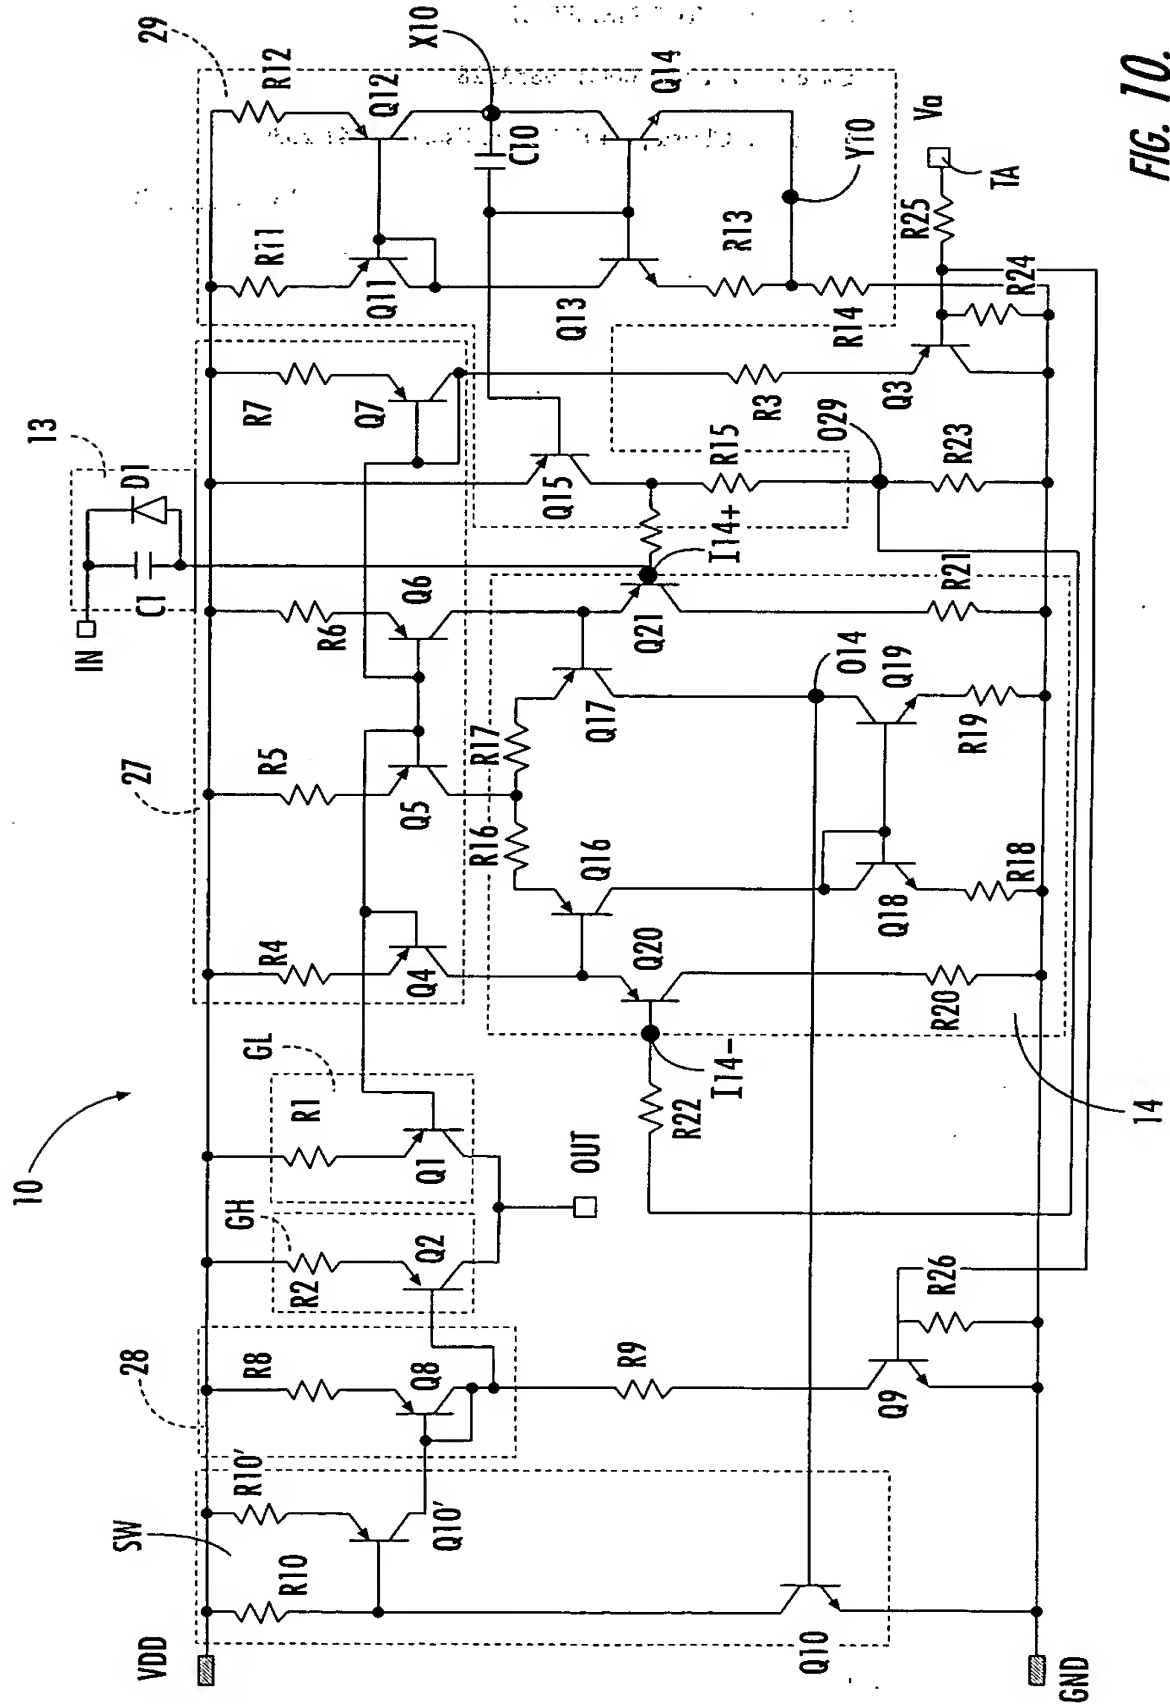 FIG. 10.
10
VDD
SW
R10
R10'
Q10'
Q10
28
R8
Q8
R9
Q9
R26
GND
GH
R2
Q2
GL
R1
Q1
OUT
27
R4
Q4
R5
Q5
R6
Q6
R7
Q7
IN
13
C1
D1
29
R11
R12
Q11
Q12
X10
C10
Q13
Q14
R13
Y10
R14
Q15
R15
I14+
O29
R23
R3
Q3
R24
R25
Va
TA
R16
R17
Q16
Q17
Q20
Q21
I14-
R22
O14
Q18
Q19
R18
R19
R20
R21
14